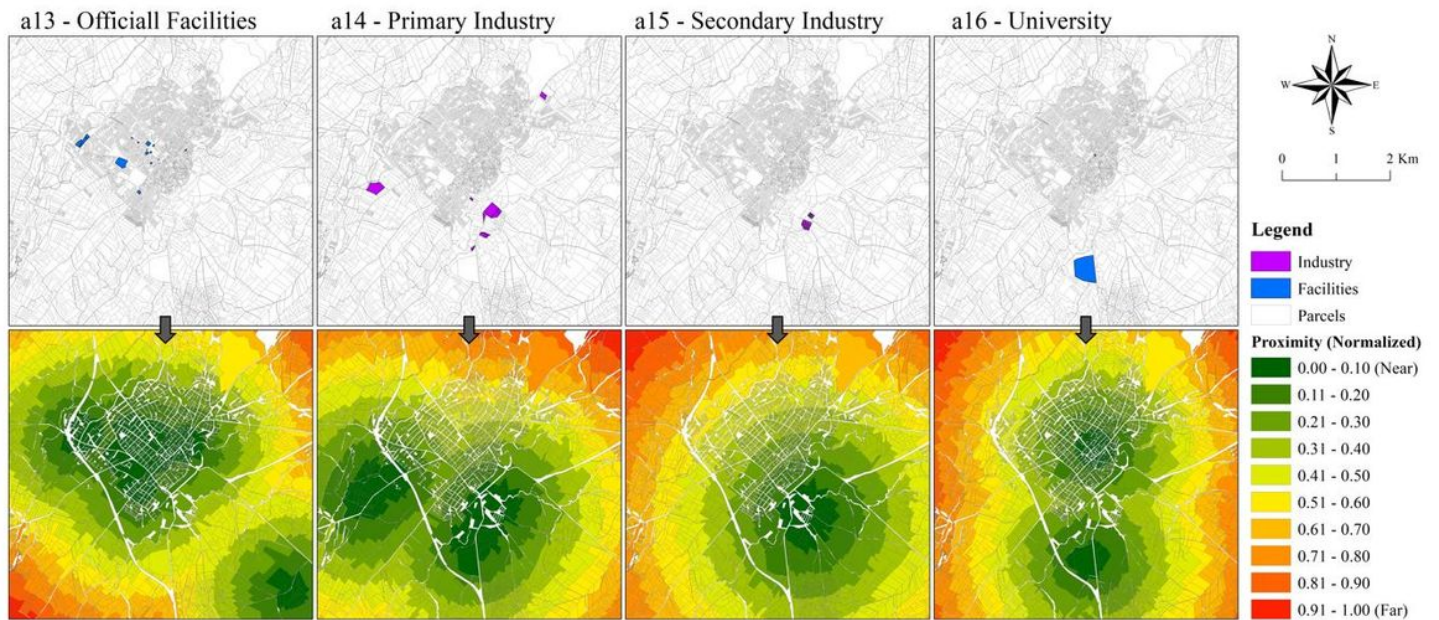 a13 - Officiall Facilities
a14 - Primary Industry
a15 - Secondary Industry
a16 - University
N
W E
S
0 1 2 Km
Legend
Industry
Facilities
Parcels
Proximity (Normalized)
0.00 - 0.10 (Near)
0.11 - 0.20
0.21 - 0.30
0.31 - 0.40
0.41 - 0.50
0.51 - 0.60
0.61 - 0.70
0.71 - 0.80
0.81 - 0.90
0.91 - 1.00 (Far)